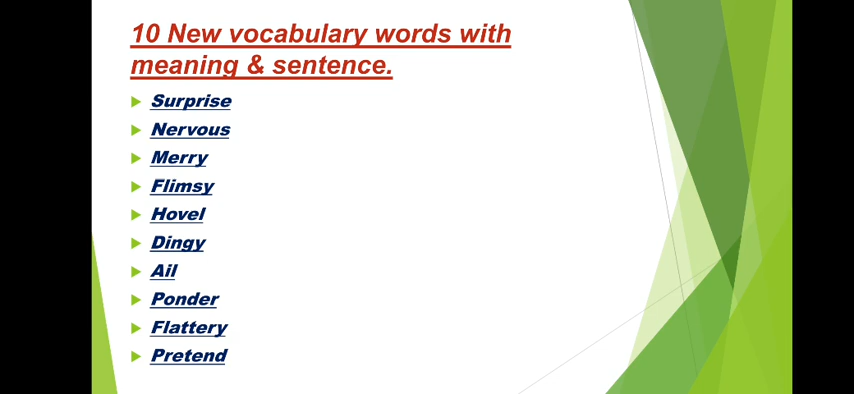 10 New vocabulary words with
meaning & sentence.
Surprise
Nervous
Merry
Flimsy
Hovel
Dingy
Ail
Ponder
Flattery
Pretend